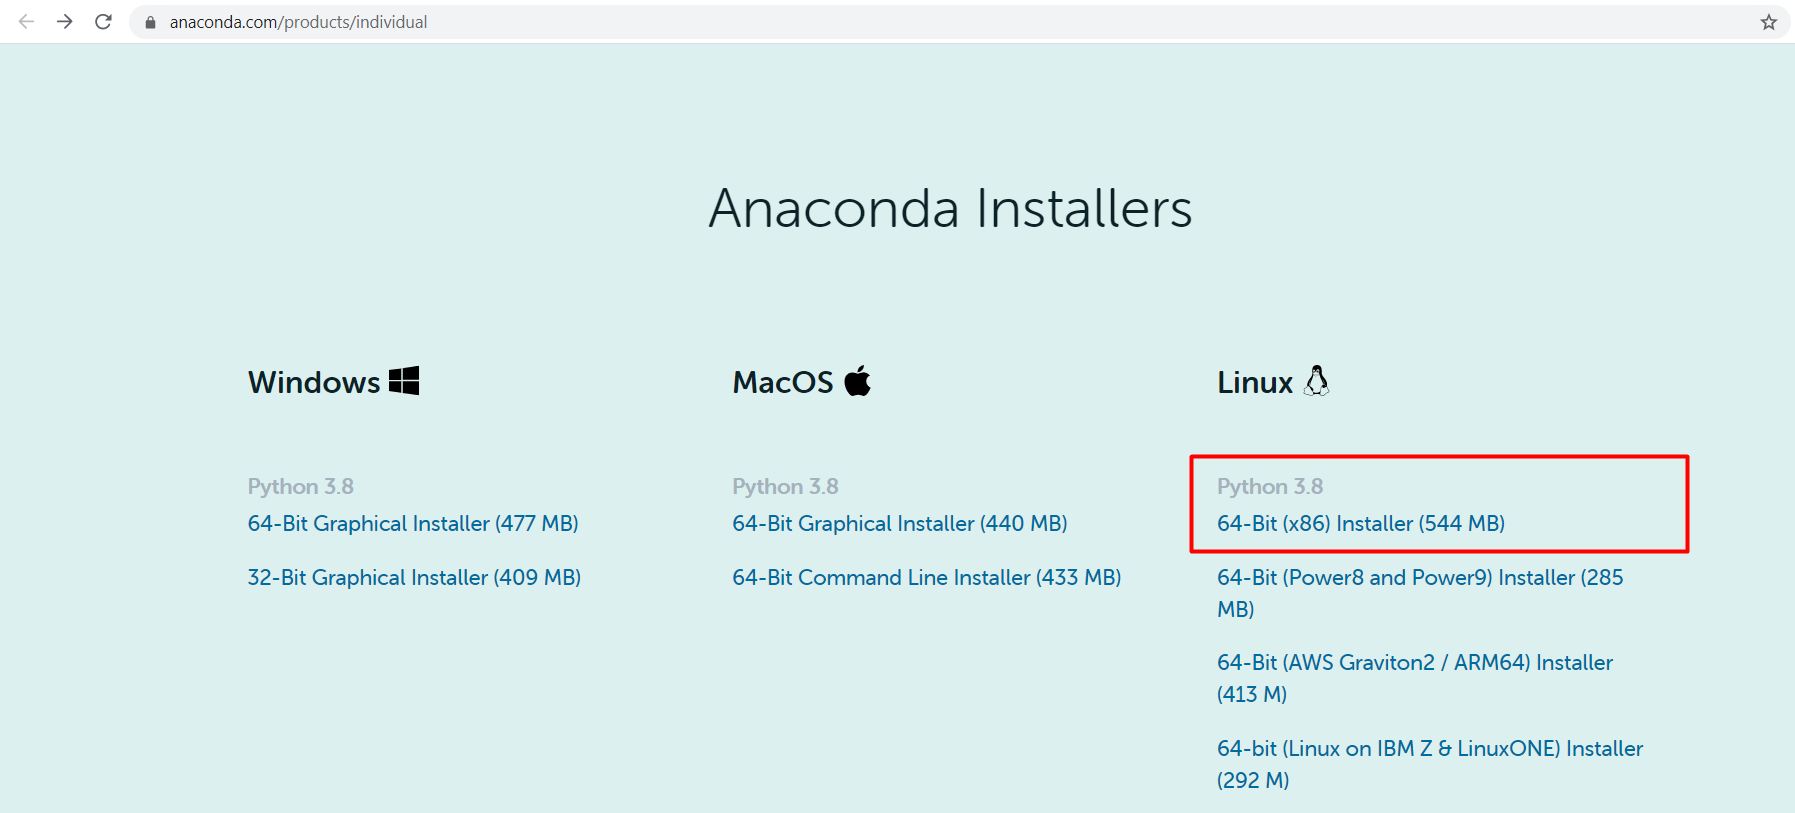 anaconda.com/products/individual
Anaconda Installers
Windows
Python 3.8
64-Bit Graphical Installer (477 MB)
32-Bit Graphical Installer (409 MB)
MacOS
Python 3.8
64-Bit Graphical Installer (440 MB)
64-Bit Command Line Installer (433 MB)
Linux
Python 3.8
64-Bit (x86) Installer (544 MB)
64-Bit (Power8 and Power9) Installer (285
MB)
64-Bit (AWS Graviton2 / ARM64) Installer
(413 M)
64-bit (Linux on IBM Z & LinuxONE) Installer
(292 M)